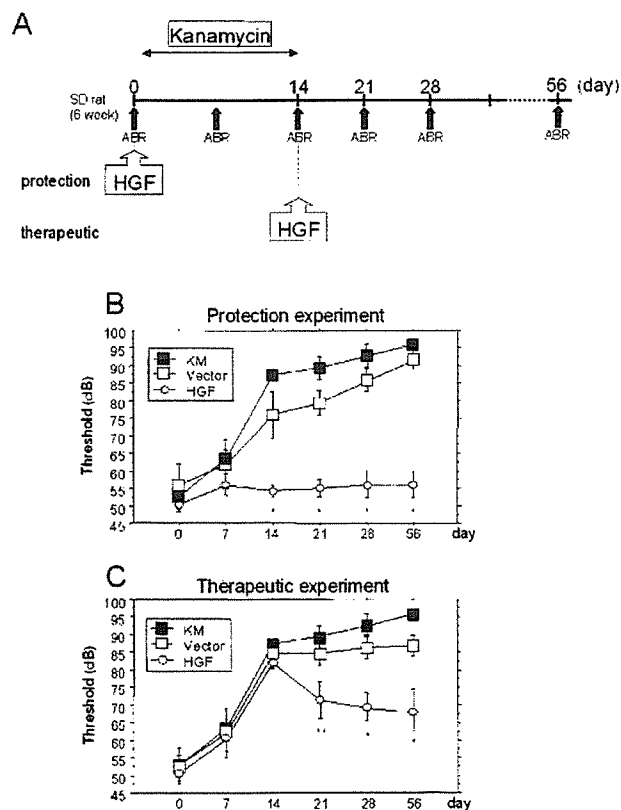 A
Kanamycin
0 14 21 28 56 (day)
SD rat
(6 week)
ABR ABR ABR ABR ABR
protection HGF
therapeutic HGF
B
Protection experiment
Threshold (dB)
100
95
90
85
80
75
70
65
60
55
50
45
KM
Vector
HGF
0 7 14 21 28 56 day
C
Therapeutic experiment
Threshold (dB)
100
95
90
85
80
75
70
65
60
55
50
45
KM
Vector
HGF
0 7 14 21 28 56 day